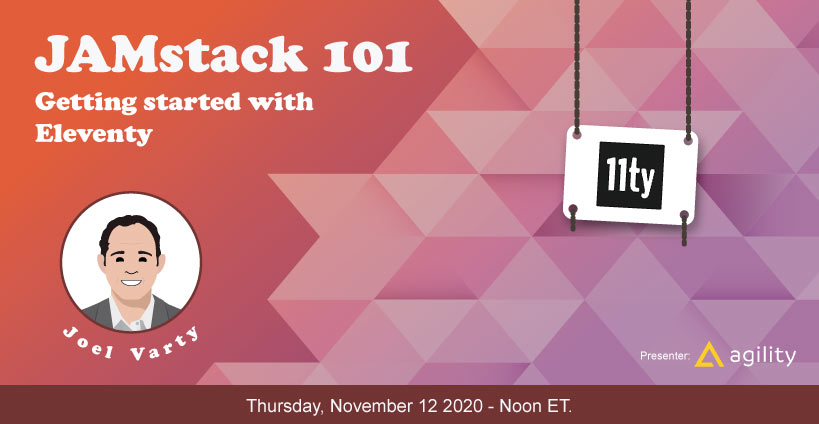 JAMstack 101
Getting started with
Eleventy
11ty
Joel Varty
Presenter: agility
Thursday, November 12 2020 - Noon ET.